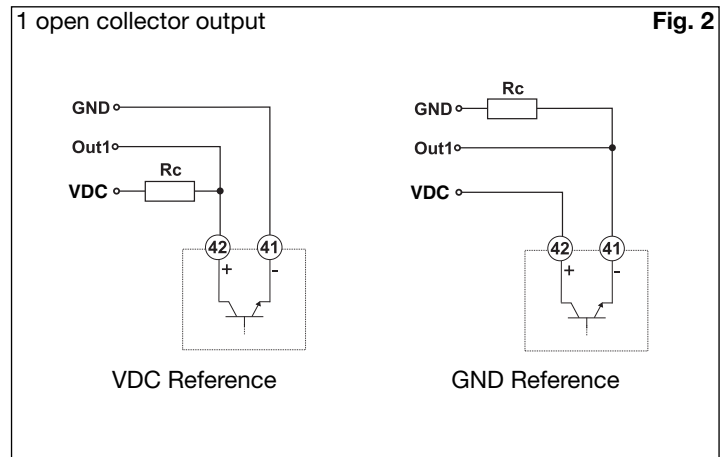 1 open collector output Fig. 2
GND
Out1
Rc
VDC
42 41
+ -
VDC Reference
Rc
GND
Out1
VDC
42 41
+ -
GND Reference